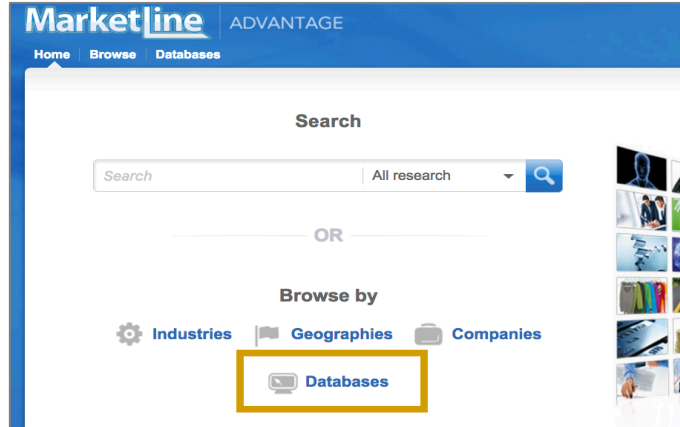 MarketLine ADVANTAGE
Home Browse Databases
Search
Search All research
OR
Browse by
Industries Geographies Companies
Databases